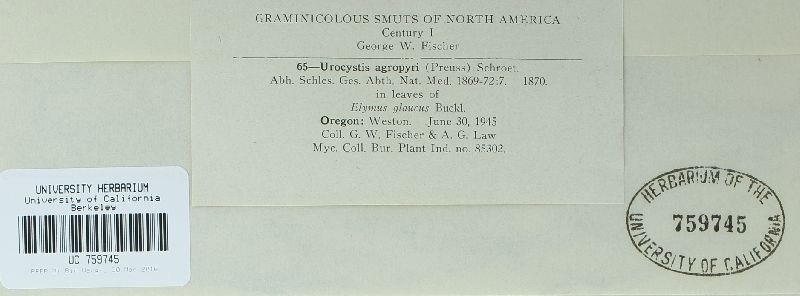 GRAMINICOLOUS SMUTS OF NORTH AMERICA
Century I
George W. Fischer
65—Urocystis agropyri (Preuss) Schroet.
Abh. Schles. Ges. Abth. Nat. Med. 1869-72:7. 1870.
in leaves of
Elymus glaucus Buckl.
Oregon: Weston. June 30, 1945
Coll. G. W. Fischer & A. G. Law
Myc. Coll. Bur. Plant Ind. no. 85302.
UNIVERSITY HERBARIUM
University of California
Berkeley
UC 759745
HERBARIUM OF THE
759745
UNIVERSITY OF CALIFORNIA